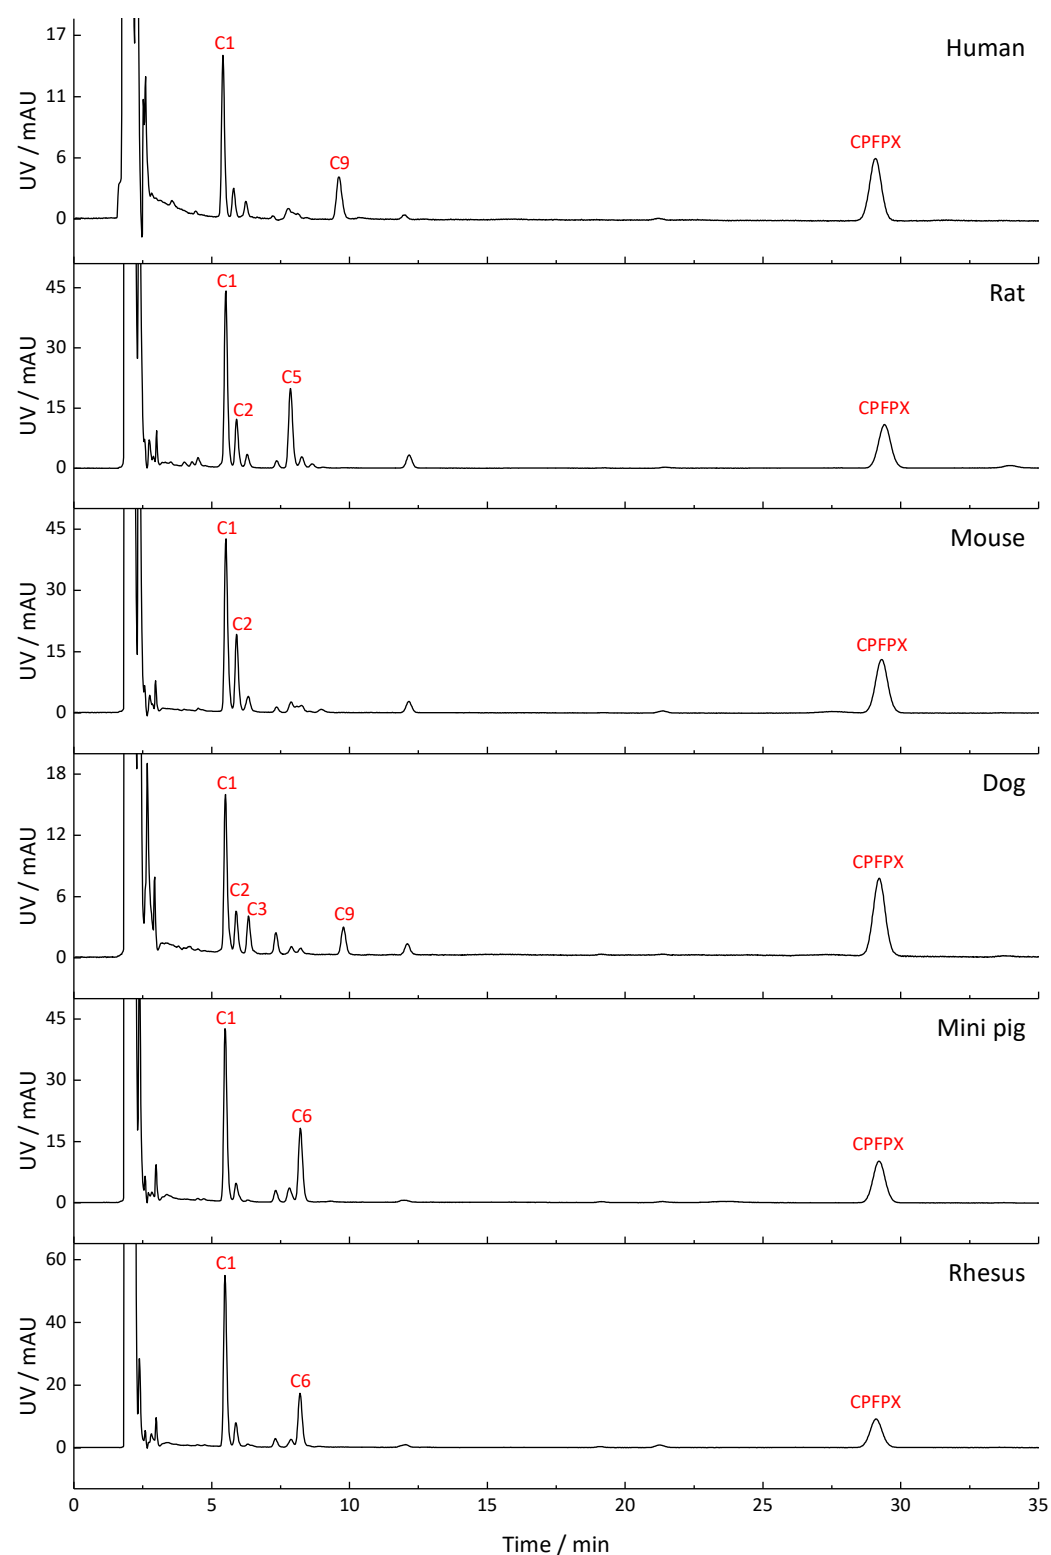 Human
UV / mAU
17
11
6
0
C1
C9
CPFPX
Rat
UV / mAU
45
30
15
0
C1
C2
C5
CPFPX
Mouse
UV / mAU
45
30
15
0
C1
C2
CPFPX
Dog
UV / mAU
18
12
6
0
C1
C2
C3
C9
CPFPX
Mini pig
UV / mAU
45
30
15
0
C1
C6
CPFPX
Rhesus
UV / mAU
60
40
20
0
C1
C6
CPFPX
0 5 10 15 20 25 30 35
Time / min